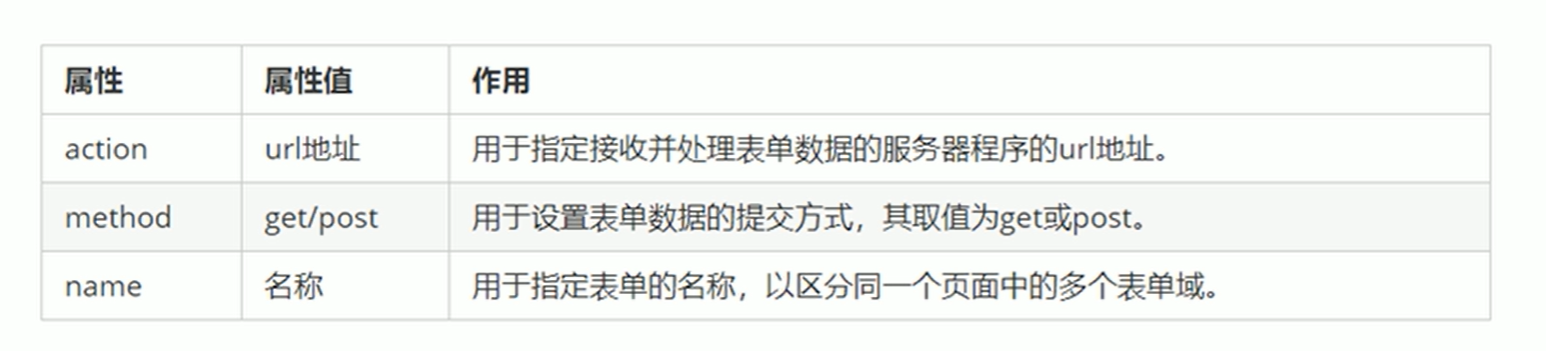 属性 属性值 作用
action url地址 用于指定接收并处理表单数据的服务器程序的url地址。
method get/post 用于设置表单数据的提交方式，其取值为get或post。
name 名称 用于指定表单的名称，以区分同一个页面中的多个表单域。